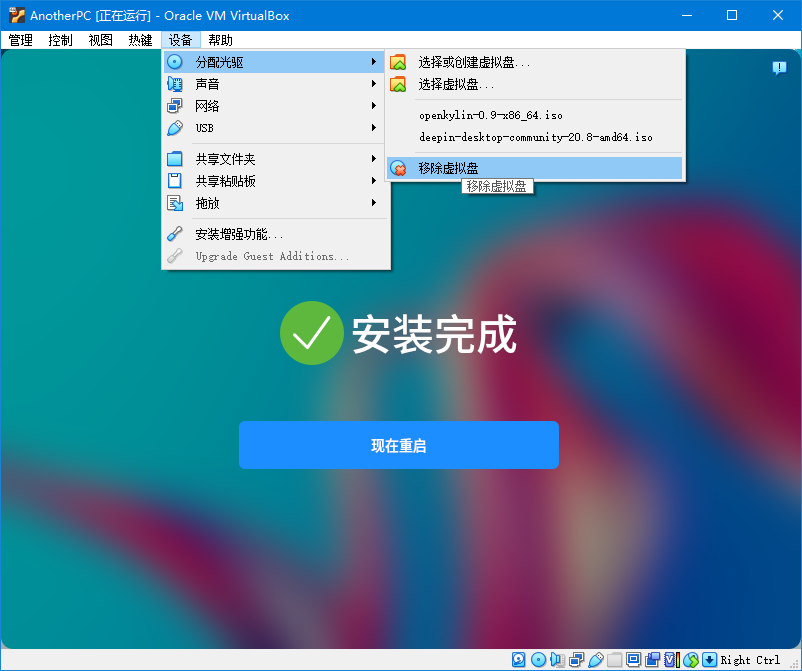 AnotherPC [正在运行] - Oracle VM VirtualBox
管理 控制 视图 热键 设备 帮助
分配光驱
声音
网络
USB
共享文件夹
共享粘贴板
拖放
安装增强功能...
Upgrade Guest Additions...
选择或创建虚拟盘...
选择虚拟盘...
openkylin-0.9-x86_64.iso
deepin-desktop-community-20.8-amd64.iso
移除虚拟盘
移除虚拟盘
安装完成
现在重启
Right Ctrl